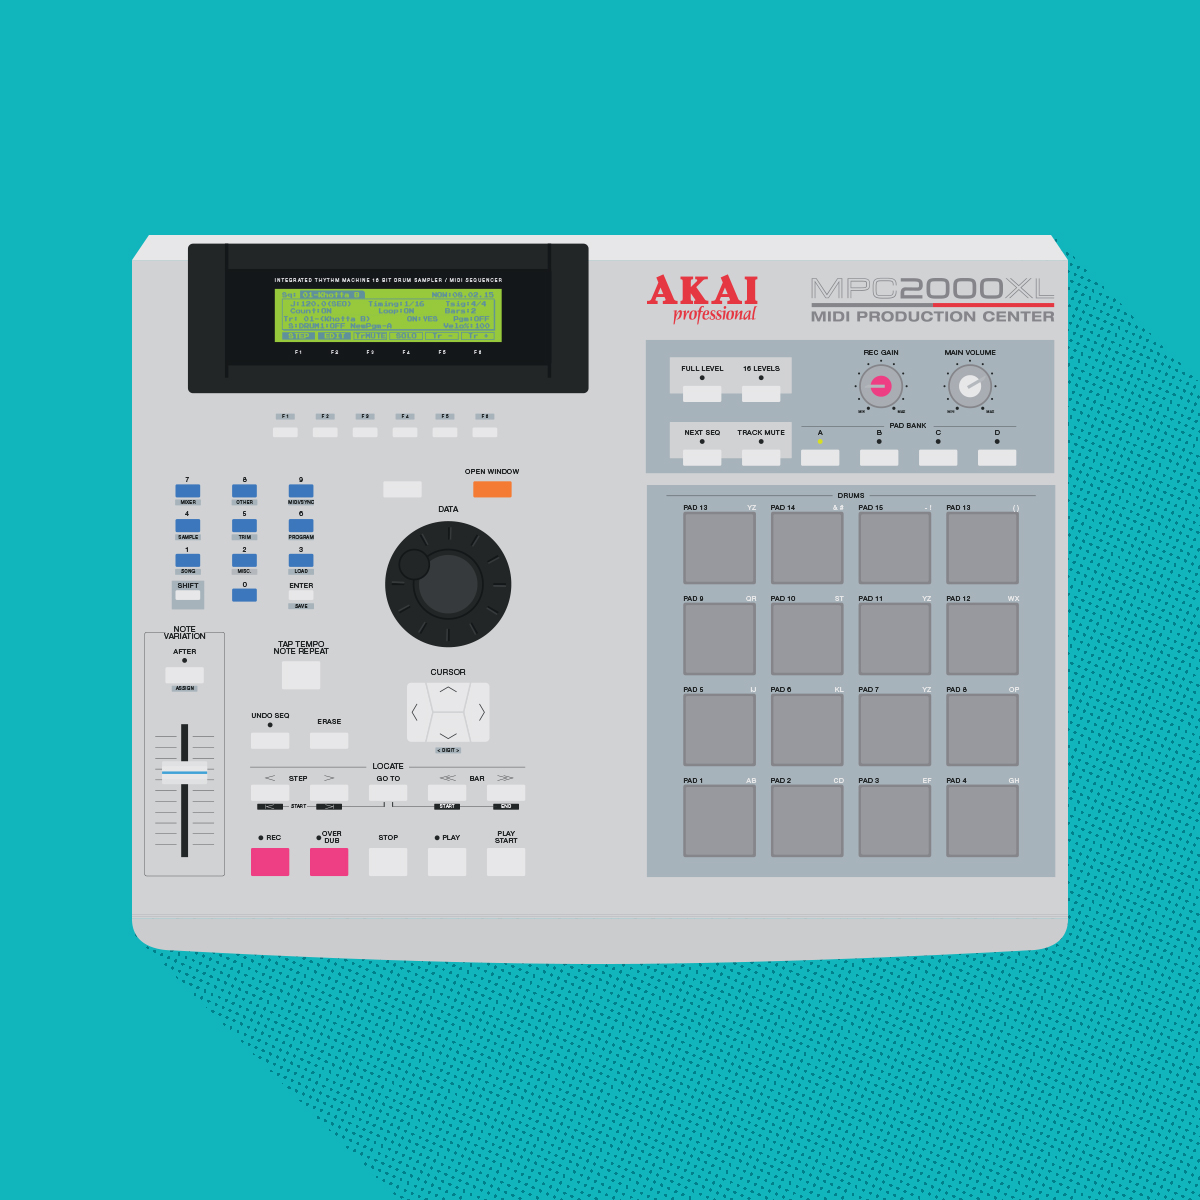 INTEGRATED THYTHM MACHINE 16 BIT DRUM SAMPLER / MIDI SEQUENCER
Sq: 01-Khotta B NOW:08.02.15
J:120.0(SEQ) Timing:1/16 Tsig:4/4
Count:ON Loop:ON Bars:2
Tr: 01-(Khotta B) ON:YES Pgm:OFF
S:DRUM1:OFF NewPgm-A Velo%:100
STEP EDIT TrMUTE SOLO Tr - Tr +
F1 F2 F3 F4 F5 F6
F1 F2 F3 F4 F5 F6
AKAI
professional
MPC2000XL
MIDI PRODUCTION CENTER
FULL LEVEL 16 LEVELS
REC GAIN MAIN VOLUME
MIN MAX MIN MAX
PAD BANK
NEXT SEQ TRACK MUTE A B C D
OPEN WINDOW
DATA
7 8 9
MIXER OTHER MIDI/SYNC
4 5 6
SAMPLE TRIM PROGRAM
1 2 3
SONG MISC. LOAD
SHIFT 0 ENTER
SAVE
NOTE
VARIATION
AFTER
ASSIGN
TAP TEMPO
NOTE REPEAT
CURSOR
< DIGIT >
UNDO SEQ ERASE
LOCATE
< STEP > GO TO << BAR >>
START START END
REC OVER
DUB STOP PLAY PLAY
START
DRUMS
PAD 13 YZ PAD 14 & # PAD 15 - ! PAD 13 ( )
PAD 9 QR PAD 10 ST PAD 11 YZ PAD 12 WX
PAD 5 IJ PAD 6 KL PAD 7 YZ PAD 8 OP
PAD 1 AB PAD 2 CD PAD 3 EF PAD 4 GH